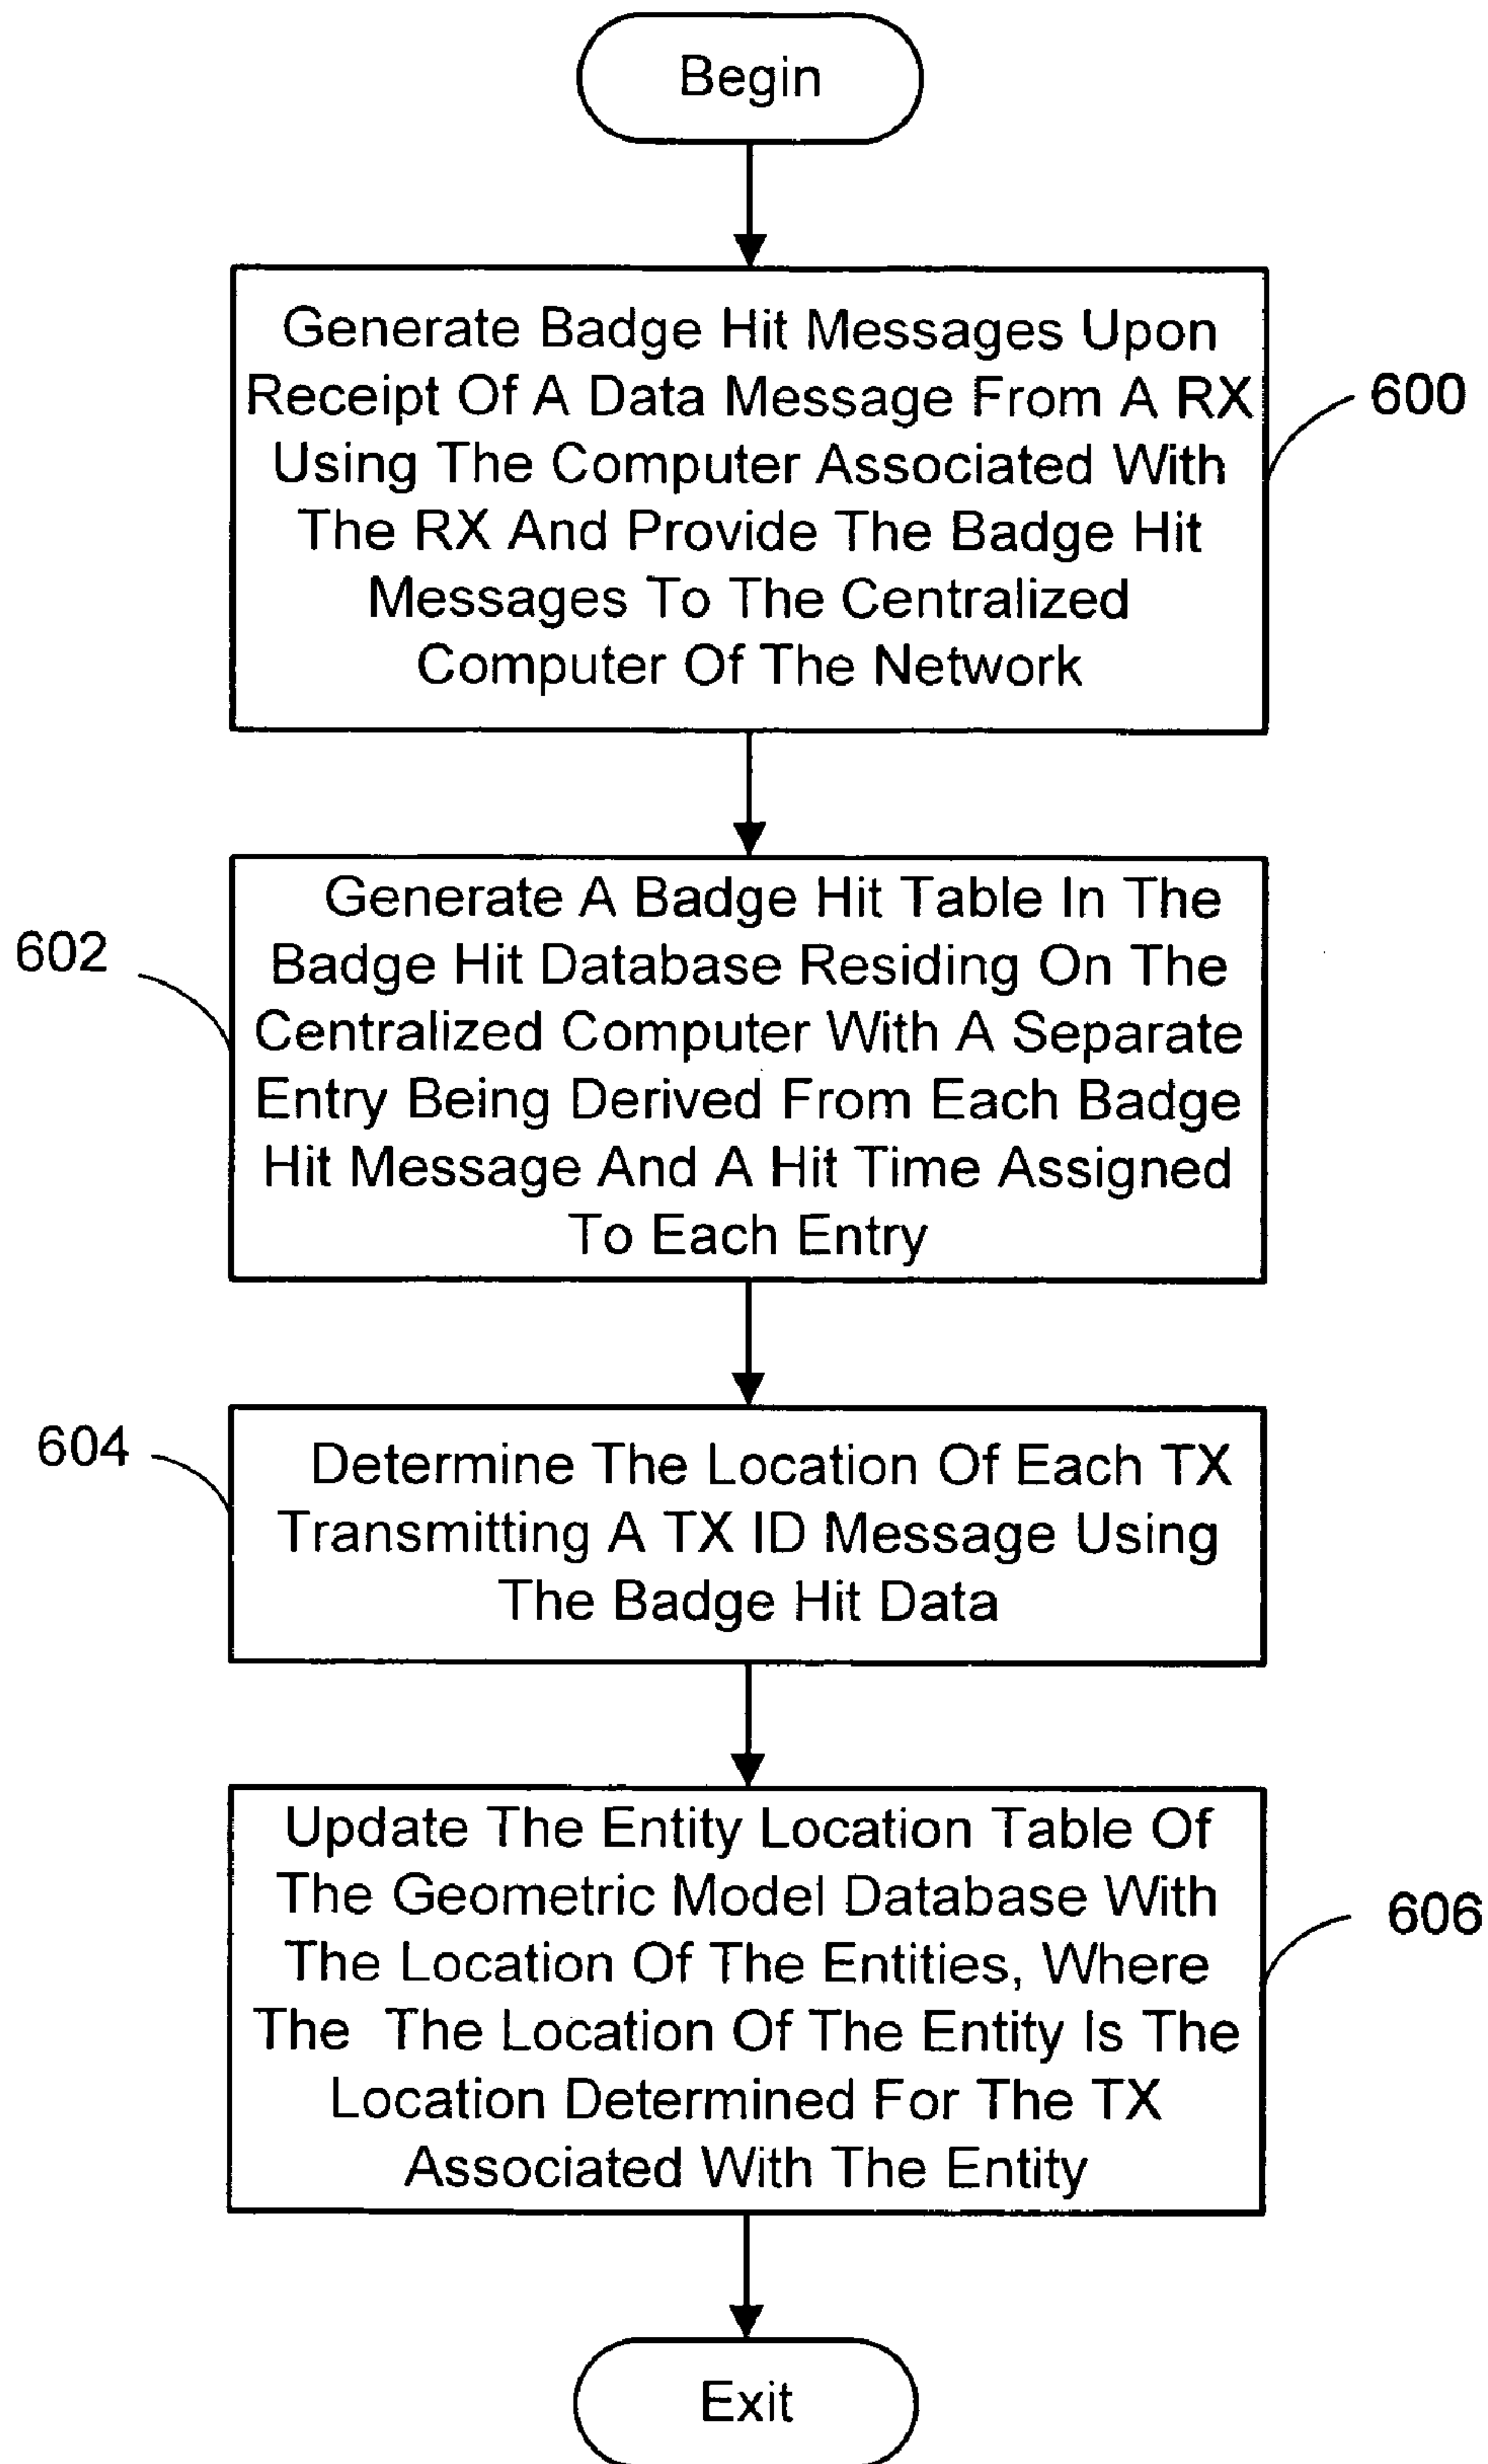 Begin
Generate Badge Hit Messages Upon
Receipt Of A Data Message From A RX
Using The Computer Associated With
The RX And Provide The Badge Hit
Messages To The Centralized
Computer Of The Network
600
Generate A Badge Hit Table In The
Badge Hit Database Residing On The
Centralized Computer With A Separate
Entry Being Derived From Each Badge
Hit Message And A Hit Time Assigned
To Each Entry
602
Determine The Location Of Each TX
Transmitting A TX ID Message Using
The Badge Hit Data
604
Update The Entity Location Table Of
The Geometric Model Database With
The Location Of The Entities, Where
The The Location Of The Entity Is The
Location Determined For The TX
Associated With The Entity
606
Exit